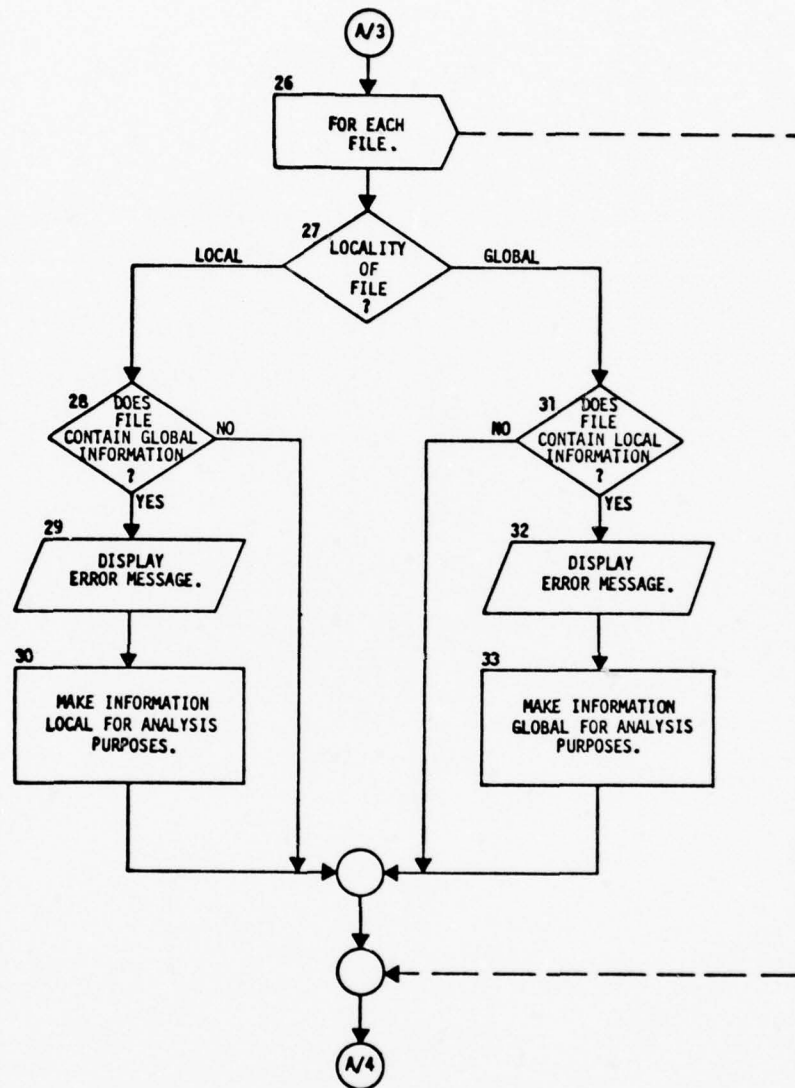 A/3
26
FOR EACH
FILE.
27
LOCALITY
OF
FILE
?
LOCAL
GLOBAL
28
DOES
FILE
CONTAIN GLOBAL
INFORMATION
?
NO
YES
29
DISPLAY
ERROR MESSAGE.
30
MAKE INFORMATION
LOCAL FOR ANALYSIS
PURPOSES.
31
DOES
FILE
CONTAIN LOCAL
INFORMATION
?
NO
YES
32
DISPLAY
ERROR MESSAGE.
33
MAKE INFORMATION
GLOBAL FOR ANALYSIS
PURPOSES.
A/4